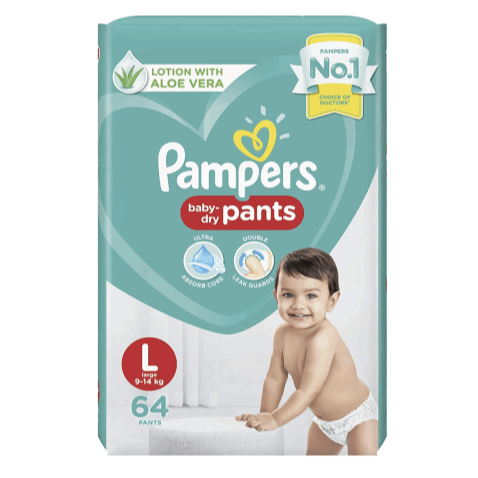 LOTION WITH
ALOE VERA
PAMPERS
No.1
CHOICE OF
DOCTORS*
Pampers®
baby-
dry pants
ULTRA
ABSORB CORE
DOUBLE
LEAK GUARDS
L
large
9-14 kg
64
PANTS